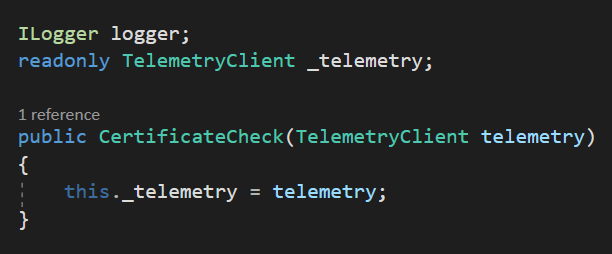 ILogger logger;
readonly TelemetryClient _telemetry;
1 reference
public CertificateCheck(TelemetryClient telemetry)
{
this._telemetry = telemetry;
}